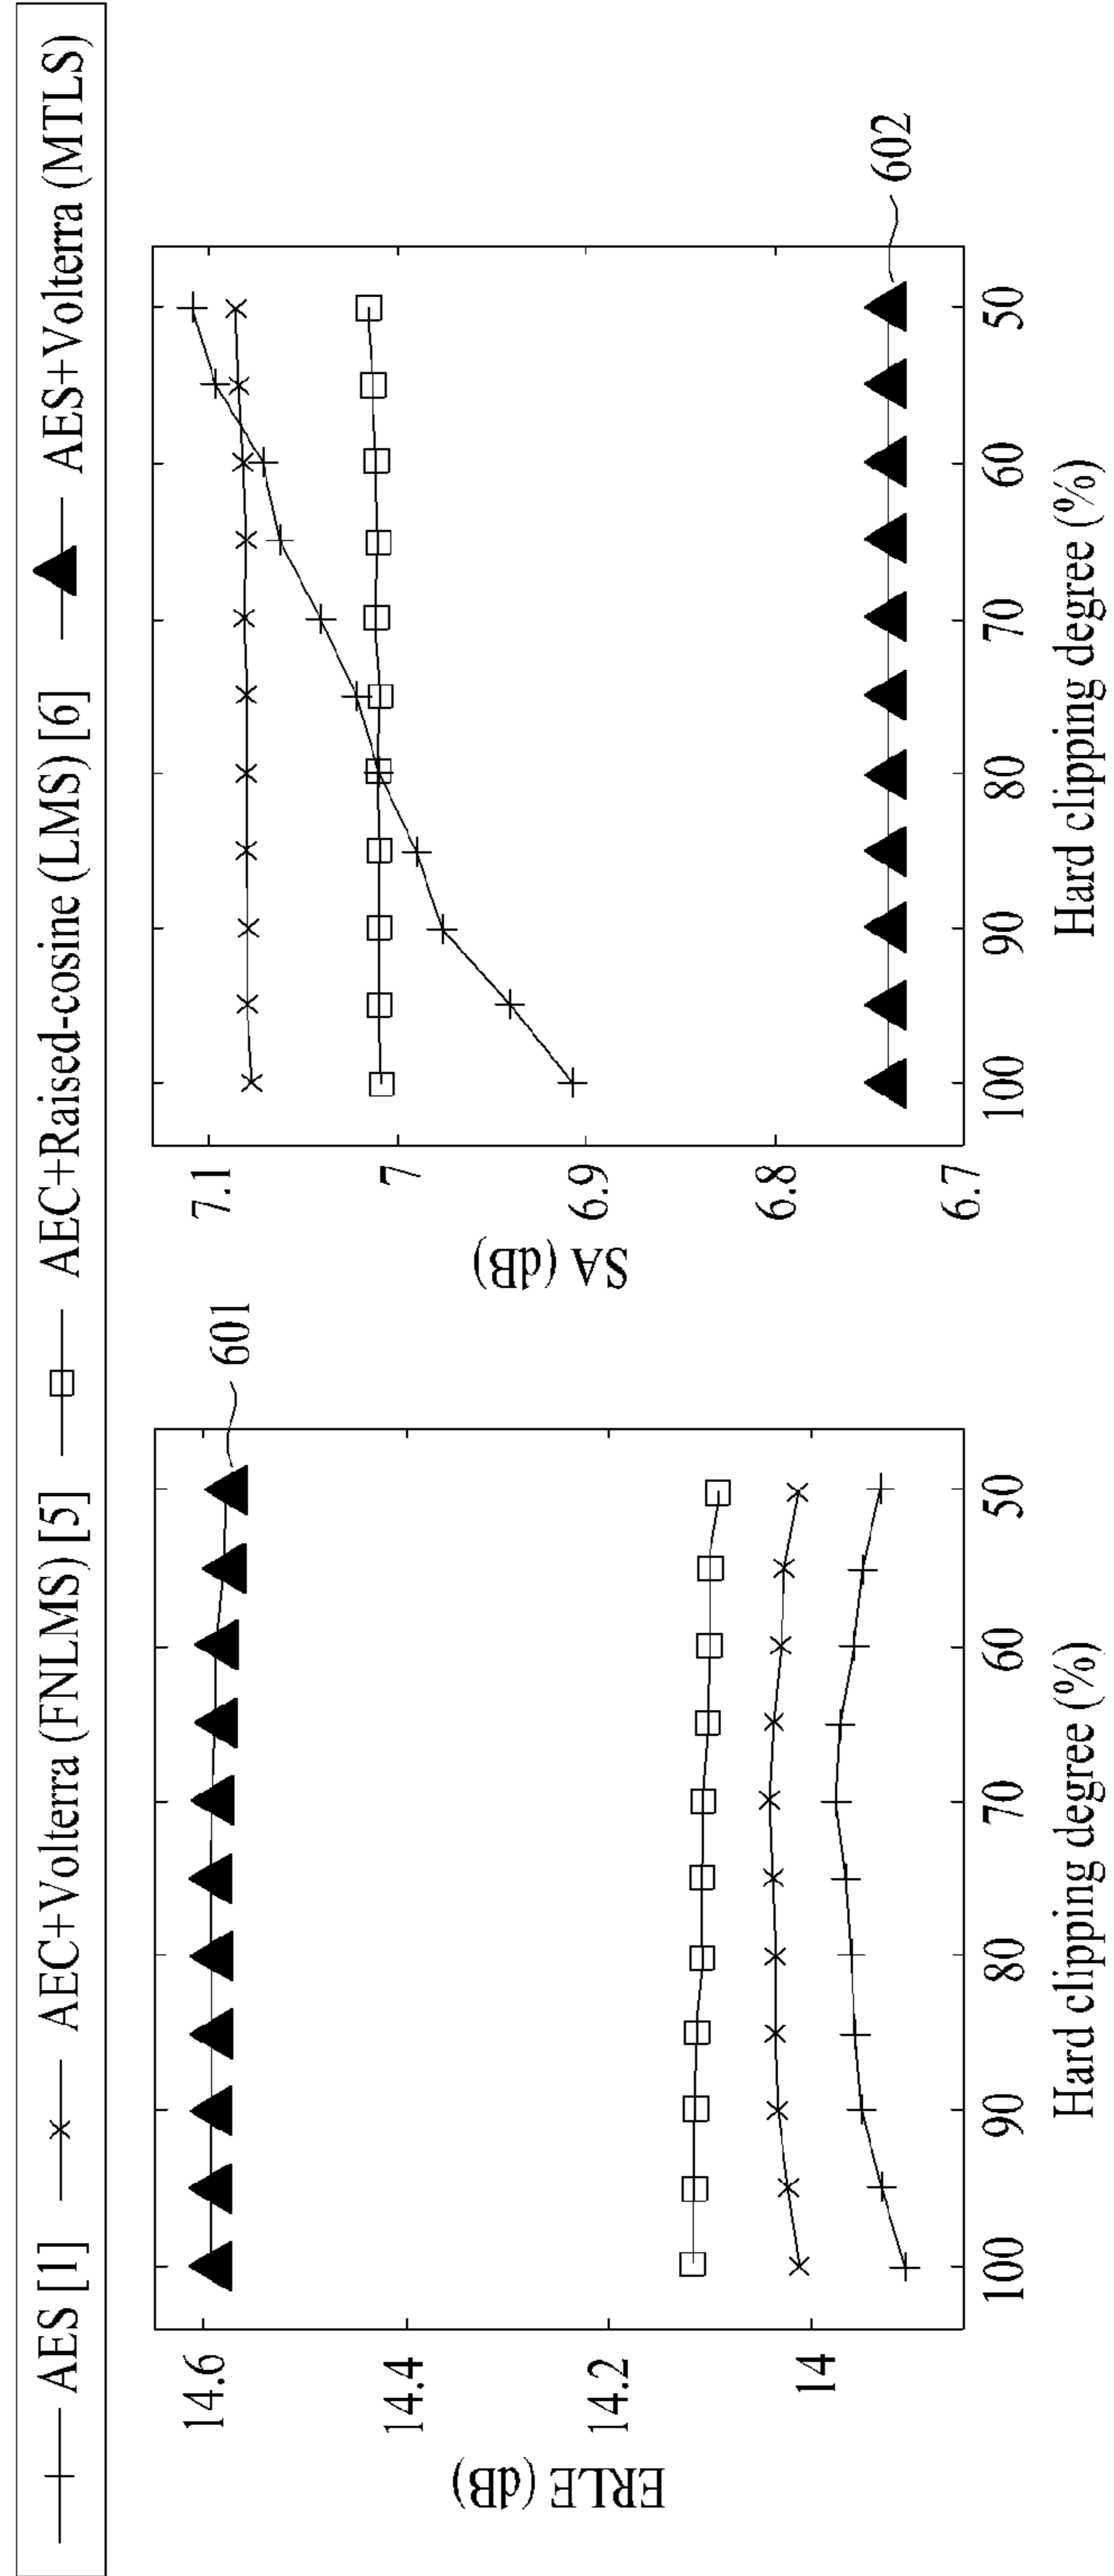 AES [1] AEC+Volterra (FNLMS) [5] AEC+Raised-cosine (LMS) [6] AES+Volterra (MTLS)
ERLE (dB)
14.6
14.4
14.2
14
100 90 80 70 60 50
Hard clipping degree (%)
601
SA (dB)
7.1
7
6.9
6.8
6.7
100 90 80 70 60 50
Hard clipping degree (%)
602